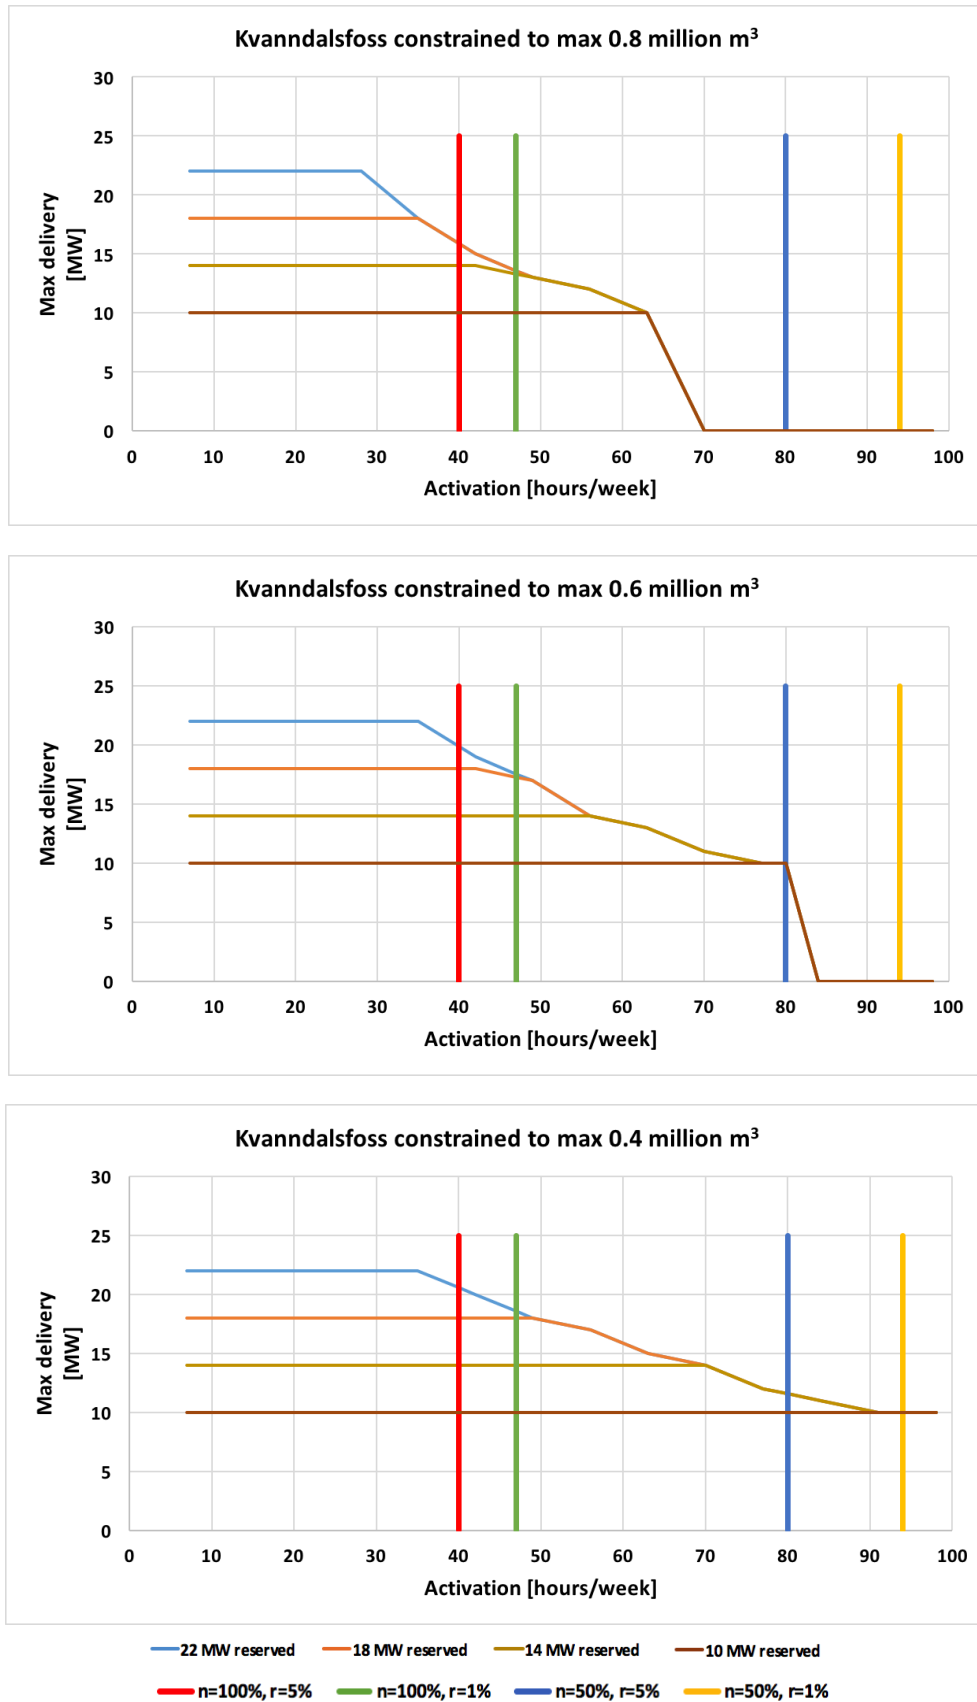 Kvanndalsfoss constrained to max 0.8 million m³
30
25
20
15
10
5
0
Max delivery
[MW]
0 10 20 30 40 50 60 70 80 90 100
Activation [hours/week]
Kvanndalsfoss constrained to max 0.6 million m³
30
25
20
15
10
5
0
Max delivery
[MW]
0 10 20 30 40 50 60 70 80 90 100
Activation [hours/week]
Kvanndalsfoss constrained to max 0.4 million m³
30
25
20
15
10
5
0
Max delivery
[MW]
0 10 20 30 40 50 60 70 80 90 100
Activation [hours/week]
22 MW reserved 18 MW reserved 14 MW reserved 10 MW reserved
n=100%, r=5% n=100%, r=1% n=50%, r=5% n=50%, r=1%